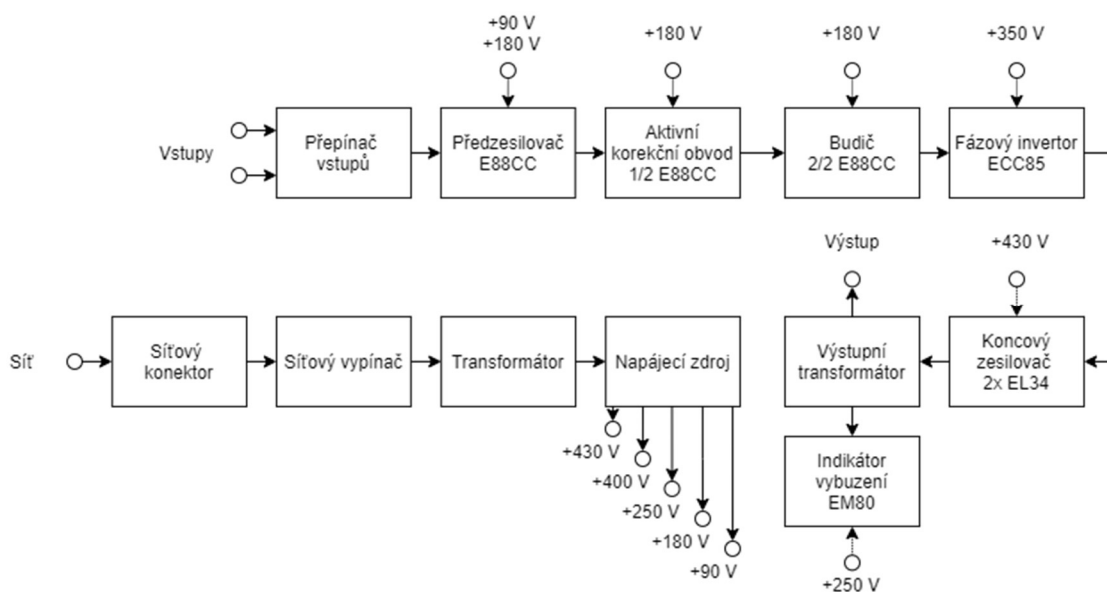 +90 V
+180 V
+180 V
+180 V
+350 V
Vstupy
Přepínač
vstupů
Předzesilovač
E88CC
Aktivní
korekční obvod
1/2 E88CC
Budič
2/2 E88CC
Fázový invertor
ECC85
Výstup
+430 V
Síť
Síťový
konektor
Síťový vypínač
Transformátor
Napájecí zdroj
Výstupní
transformátor
Koncový
zesilovač
2x EL34
+430 V
+400 V
+250 V
+180 V
+90 V
Indikátor
vybuzení
EM80
+250 V